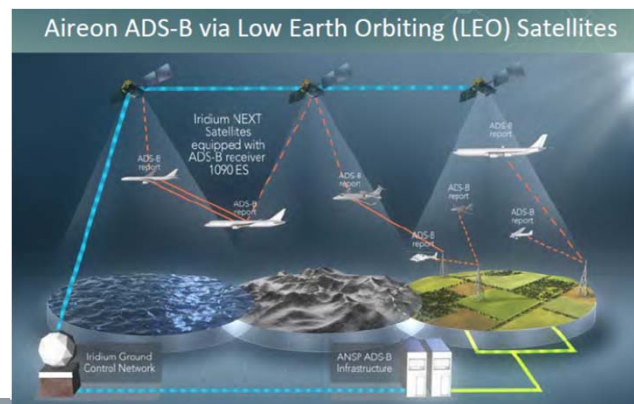 Aireon ADS-B via Low Earth Orbiting (LEO) Satellites
Iridium NEXT
Satellites
equipped with
ADS-B receiver
1090 ES
ADS-B
report
ADS-B
report
ADS-B
report
ADS-B
report
ADS-B
report
ADS-B
report
ADS-B
report
Iridium Ground
Control Network
ANSP ADS-B
Infrastructure